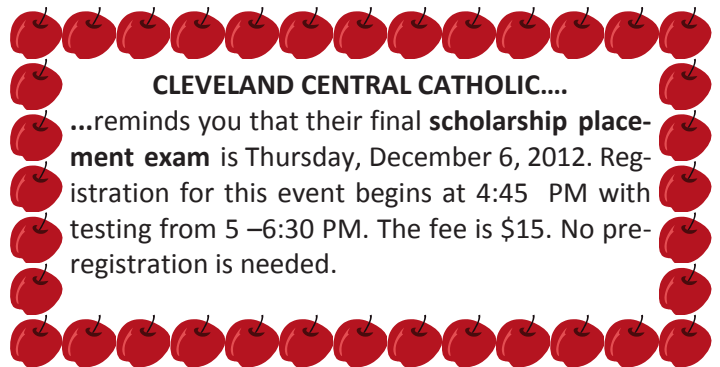 CLEVELAND CENTRAL CATHOLIC....
...reminds you that their final scholarship place-
ment exam is Thursday, December 6, 2012. Reg-
istration for this event begins at 4:45 PM with
testing from 5 –6:30 PM. The fee is $15. No pre-
registration is needed.